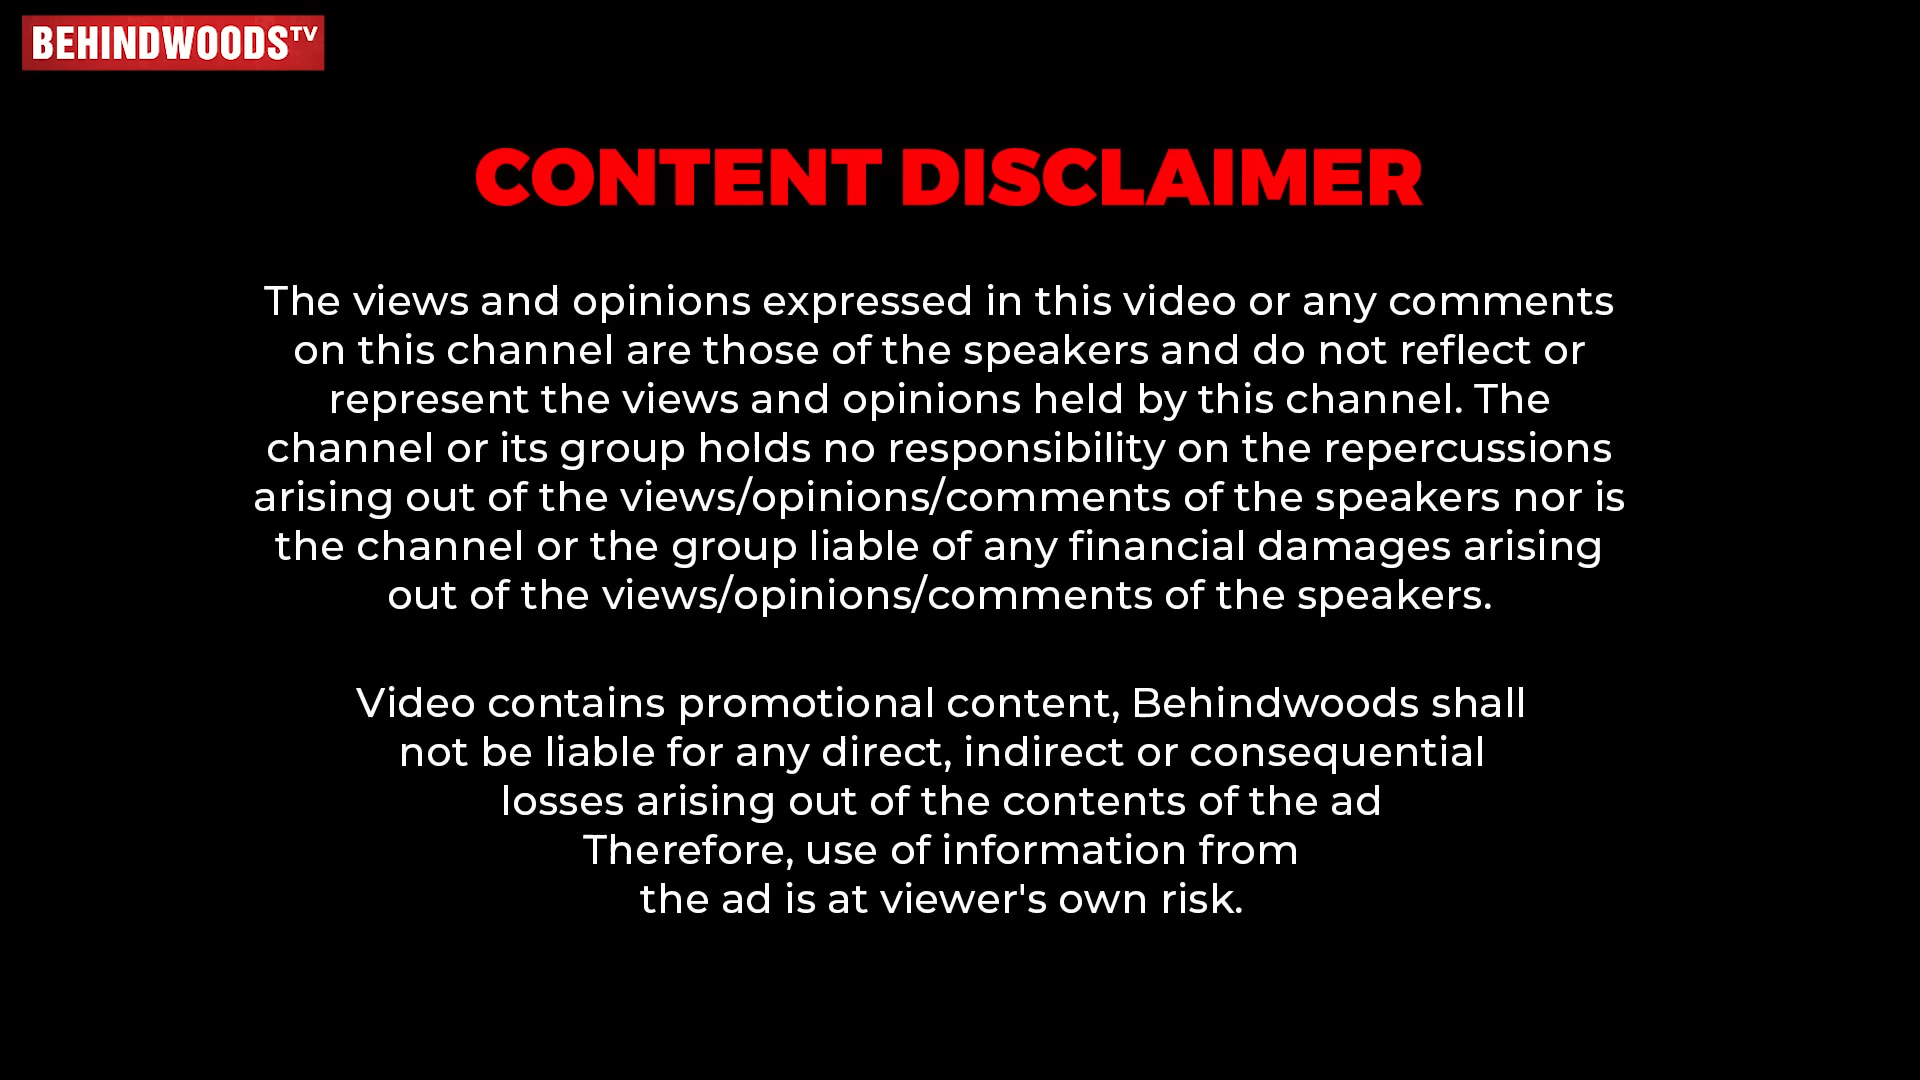 BEHINDWOODS TV
CONTENT DISCLAIMER
The views and opinions expressed in this video or any comments
on this channel are those of the speakers and do not reflect or
represent the views and opinions held by this channel. The
channel or its group holds no responsibility on the repercussions
arising out of the views/opinions/comments of the speakers nor is
the channel or the group liable of any financial damages arising
out of the views/opinions/comments of the speakers.
Video contains promotional content, Behindwoods shall
not be liable for any direct, indirect or consequential
losses arising out of the contents of the ad
Therefore, use of information from
the ad is at viewer's own risk.